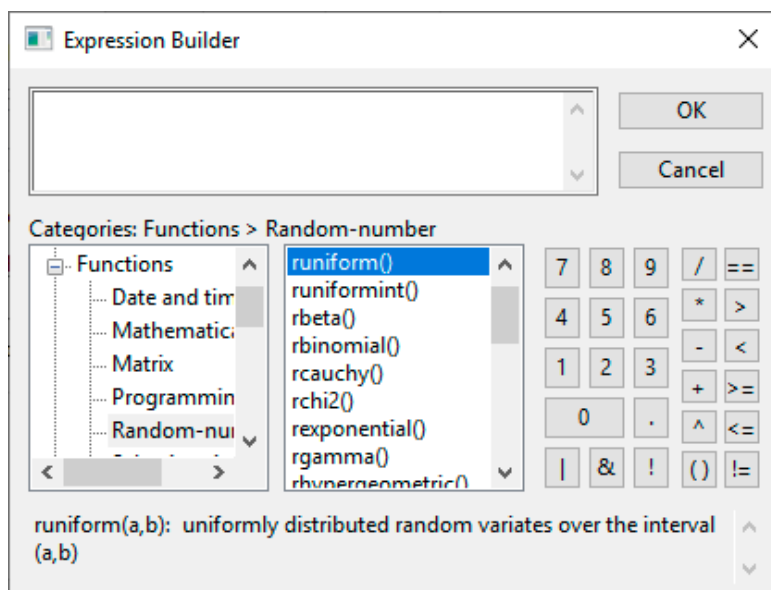 Expression Builder
OK
Cancel
Categories: Functions > Random-number
Functions
Date and tim
Mathematica
Matrix
Programmin
Random-nu
runiform()
runiformint()
rbeta()
rbinomial()
rcauchy()
rchi2()
rexponential()
rgamma()
rhypergeometric()
7 8 9 / ==
4 5 6 * >
1 2 3 - <
0 . + >=
| & ! ^ <=
() !=
runiform(a,b): uniformly distributed random variates over the interval
(a,b)